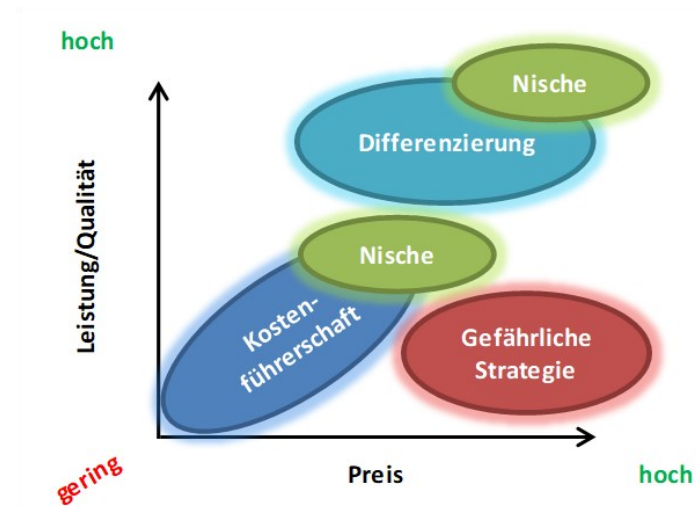 hoch
Nische
Differenzierung
Leistung/Qualität
Nische
Kosten-
führerschaft
Gefährliche
Strategie
gering
Preis
hoch